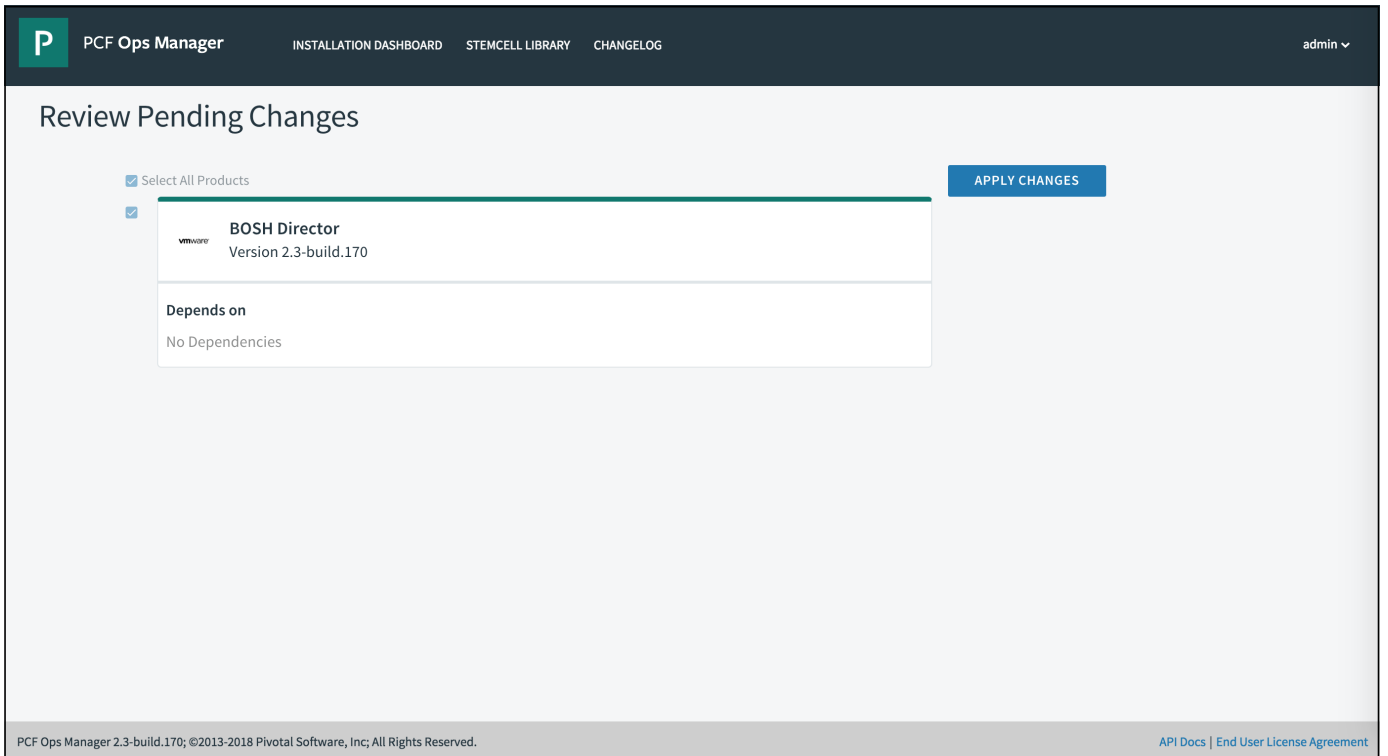 P PCF Ops Manager INSTALLATION DASHBOARD STEMCELL LIBRARY CHANGELOG admin
Review Pending Changes
Select All Products APPLY CHANGES
BOSH Director
vmware
Version 2.3-build.170
Depends on
No Dependencies
PCF Ops Manager 2.3-build.170; ©2013-2018 Pivotal Software, Inc; All Rights Reserved. API Docs | End User License Agreement